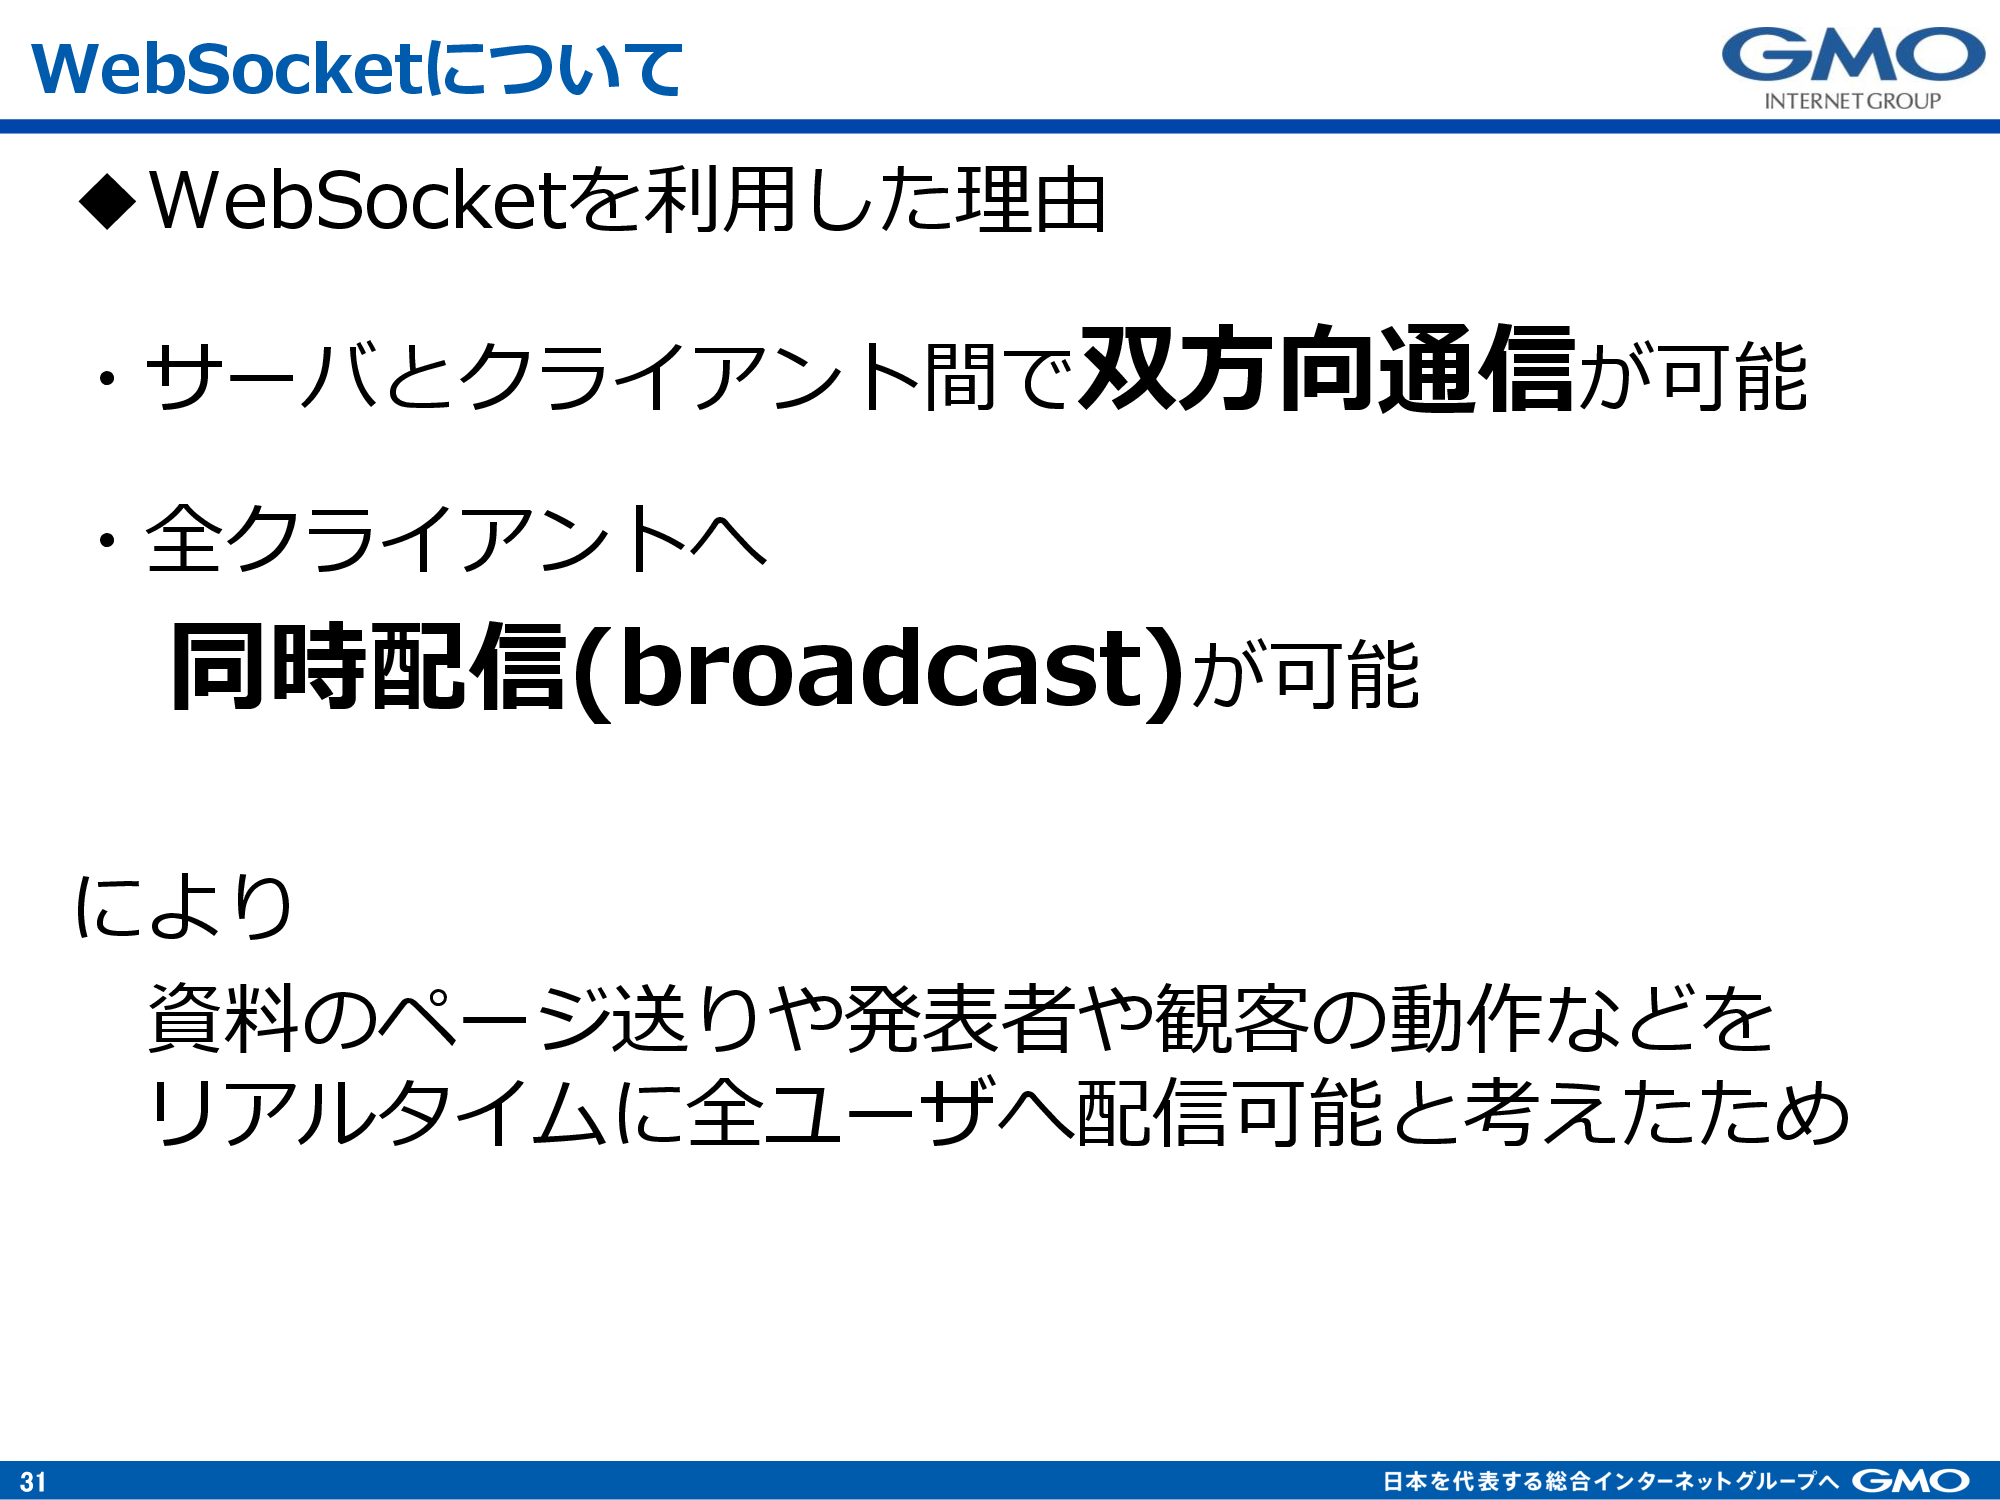 WebSocketについて
GMO
INTERNET GROUP
◆WebSocketを利用した理由
・サーバとクライアント間で双方向通信が可能
・全クライアントへ
同時配信(broadcast)が可能
により
資料のページ送りや発表者や観客の動作などを
リアルタイムに全ユーザへ配信可能と考えたため
31
日本を代表する総合インターネットグループへ GMO